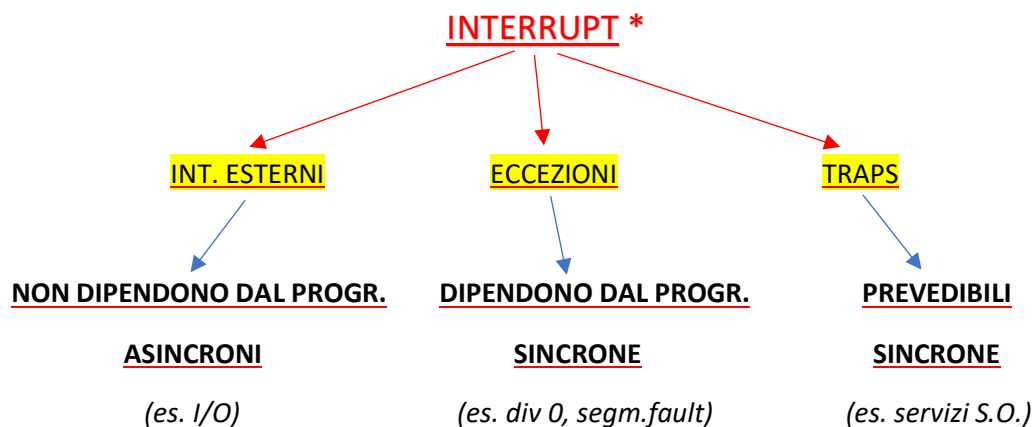 INTERRUPT *
INT. ESTERNI ECCEZIONI TRAPS
NON DIPENDONO DAL PROGR. DIPENDONO DAL PROGR. PREVEDIBILI
ASINCRONI SINCRONE SINCRONE
(es. I/O) (es. div 0, segm.fault) (es. servizi S.O.)